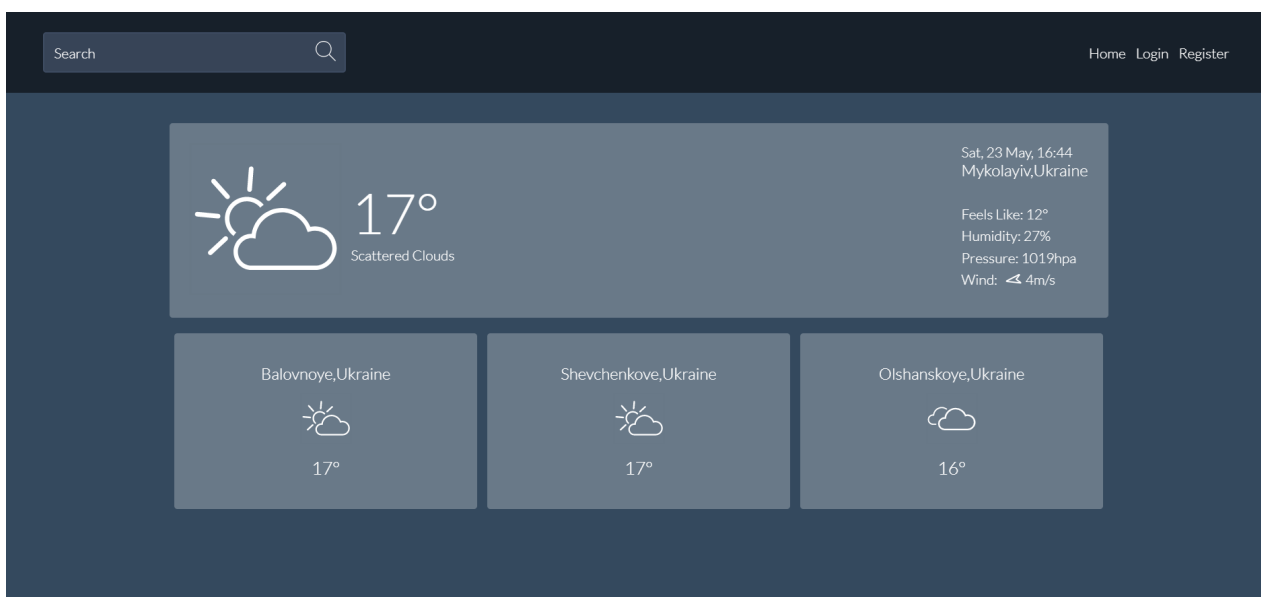 Search
Home Login Register
17°
Scattered Clouds
Sat, 23 May, 16:44
Mykolayiv,Ukraine
Feels Like: 12°
Humidity: 27%
Pressure: 1019hpa
Wind: 4m/s
Balovnoye,Ukraine
17°
Shevchenkove,Ukraine
17°
Olshanskoye,Ukraine
16°